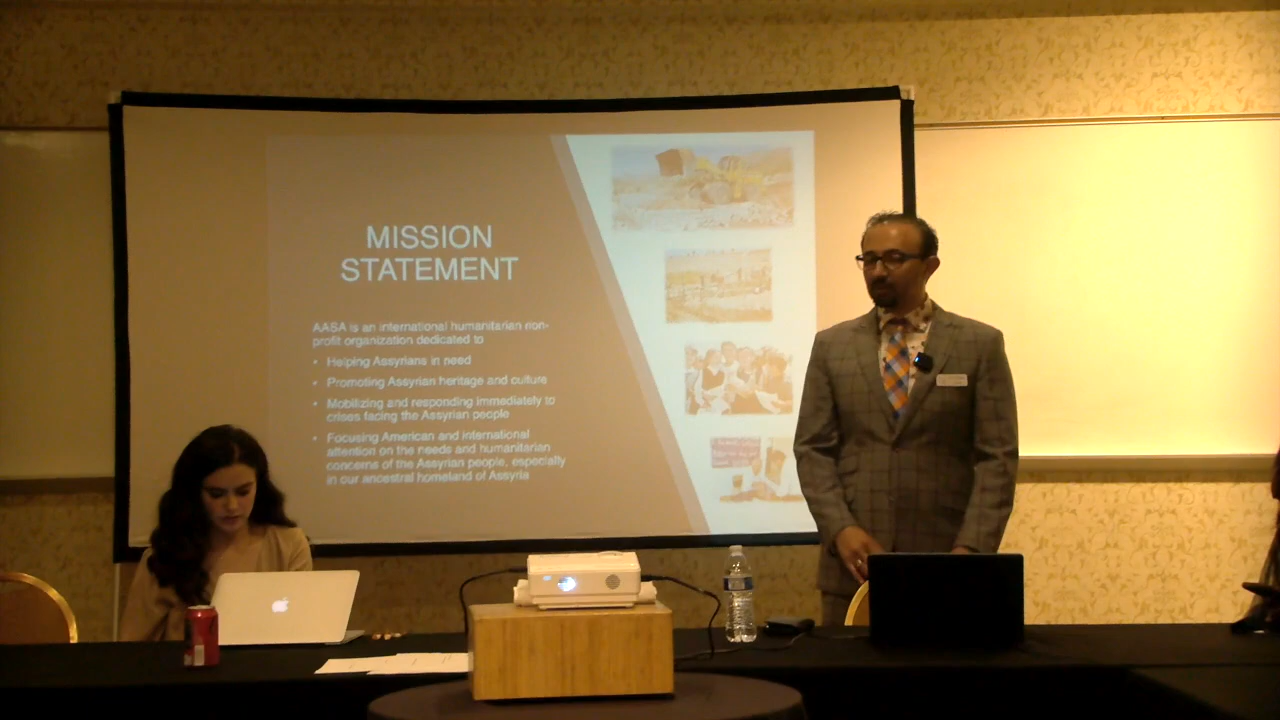 MISSION
STATEMENT
AASA is an international humanitarian non-
profit organization dedicated to
• Helping Assyrians in need
• Promoting Assyrian heritage and culture
• Mobilizing and responding immediately to
crises facing the Assyrian people
• Focusing American and international
attention on the needs and humanitarian
concerns of the Assyrian people, especially
in our ancestral homeland of Assyria